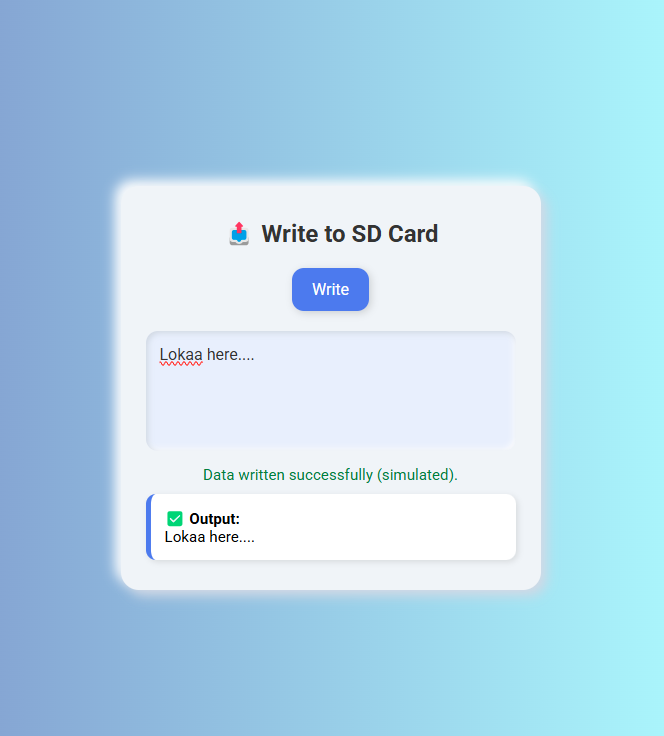 📤 Write to SD Card
Write
Lokaa here....
Data written successfully (simulated).
✅ Output:
Lokaa here....